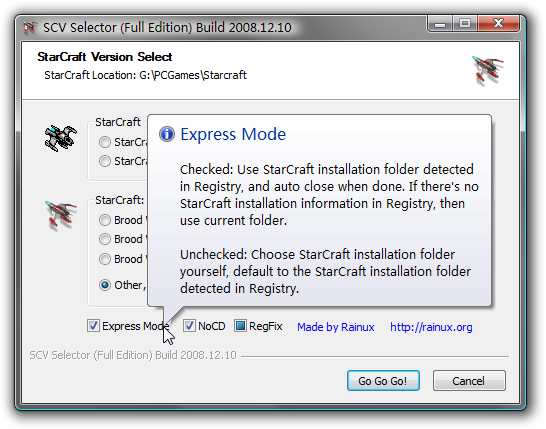 SCV Selector (Full Edition) Build 2008.12.10
StarCraft Version Select
StarCraft Location: G:\PCGames\Starcraft
StarCraft
StarCraft:
Brood
Brood
Brood
Other,
Express Mode
Checked: Use StarCraft installation folder detected
in Registry, and auto close when done. If there's no
StarCraft installation information in Registry, then
use current folder.
Unchecked: Choose StarCraft installation folder
yourself, default to the StarCraft installation folder
detected in Registry.
Express Mode NoCD RegFix Made by Rainux http://rainux.org
SCV Selector (Full Edition) Build 2008.12.10
Go Go Go! Cancel